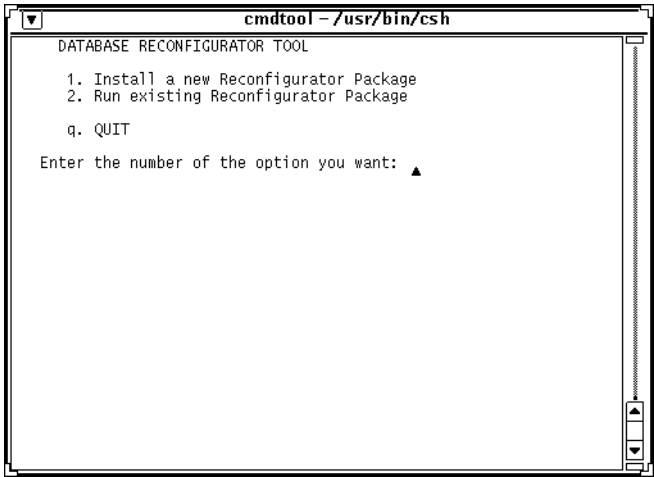 cmdtool – /usr/bin/csh
DATABASE RECONFIGURATOR TOOL
1. Install a new Reconfigurator Package
2. Run existing Reconfigurator Package
q. QUIT
Enter the number of the option you want: